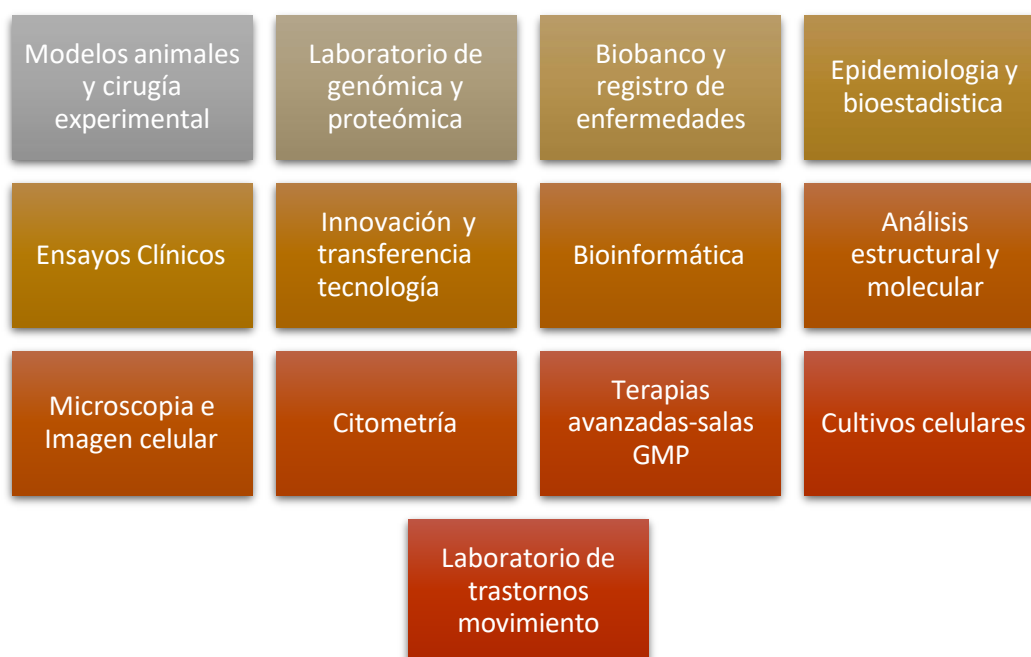 Modelos animales
y cirugía
experimental
Laboratorio de
genómica y
proteómica
Biobanco y
registro de
enfermedades
Epidemiologia y
bioestadistica
Ensayos Clínicos
Innovación y
transferencia
tecnología
Bioinformática
Análisis
estructural y
molecular
Microscopia e
Imagen celular
Citometría
Terapias
avanzadas-salas
GMP
Cultivos celulares
Laboratorio de
trastornos
movimiento